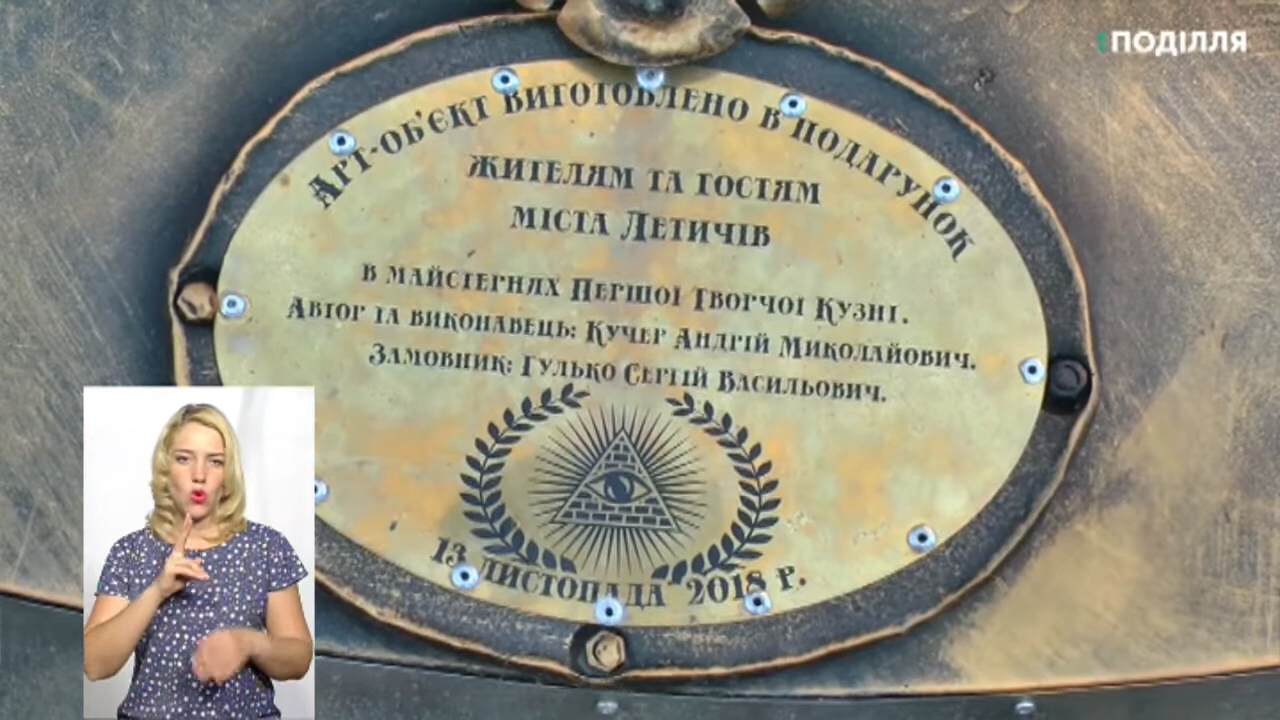 :ПОДІЛЛЯ
Арт-об'єкт виготовлено в подарунок
жителям та гостям
міста Летичів
в майстернях Першої Творчої Кузні.
Автор та виконавець: Кучер Андрій Миколайович.
Замовник: Гулько Сергій Васильович.
13 листопада 2018 р.